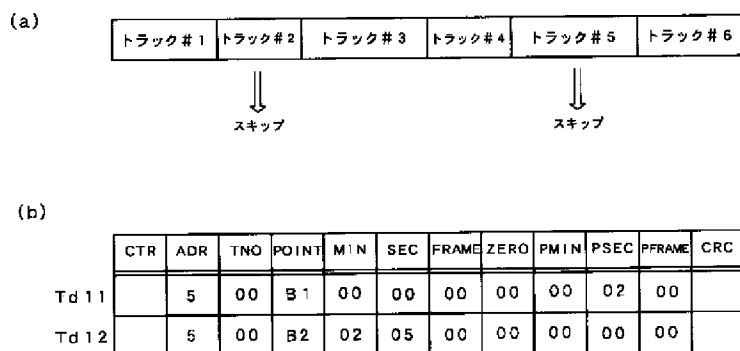 (a)
トラック#1 トラック#2 トラック#3 トラック#4 トラック#5 トラック#6
スキップ スキップ
(b)
CTR ADR TNO POINT MIN SEC FRAME ZERO PMIN PSEC PFRAME CRC
Td11 5 00 B1 00 00 00 00 00 02 00
Td12 5 00 B2 02 05 00 00 00 00 00